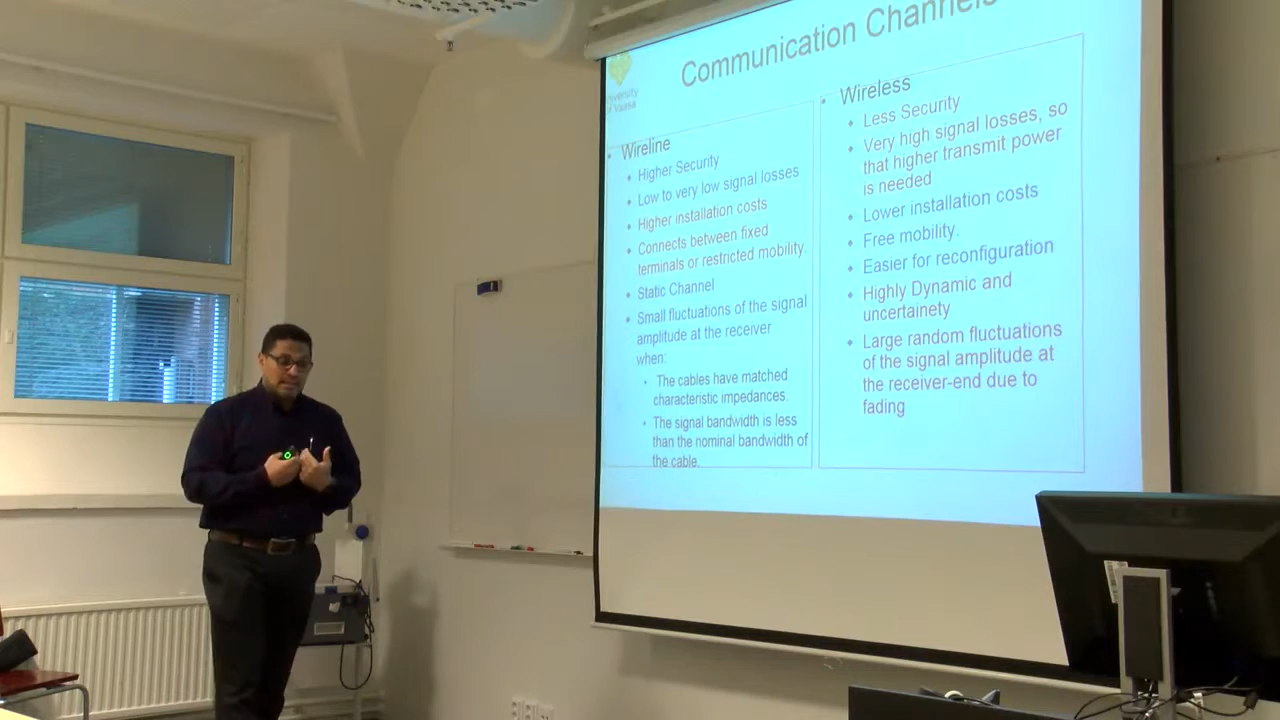 Communication Channels
University
of Vaasa
• Wireline
• Higher Security
• Low to very low signal losses
• Higher installation costs
• Connects between fixed
terminals or restricted mobility.
• Static Channel
• Small fluctuations of the signal
amplitude at the receiver
when:
• The cables have matched
characteristic impedances.
• The signal bandwidth is less
than the nominal bandwidth of
the cable.
• Wireless
• Less Security
• Very high signal losses, so
that higher transmit power
is needed
• Lower installation costs
• Free mobility.
• Easier for reconfiguration
• Highly Dynamic and
uncertainety
• Large random fluctuations
of the signal amplitude at
the receiver-end due to
fading